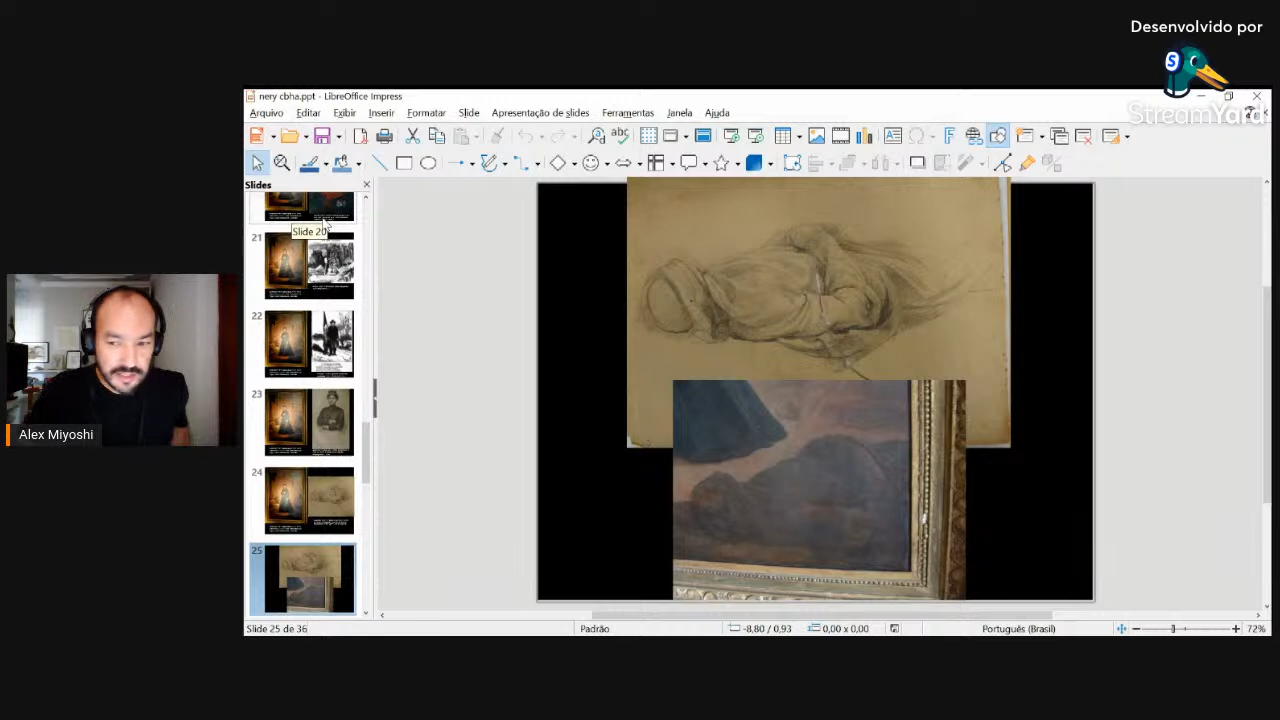 Desenvolvido por
StreamYard
nery cbha.ppt - LibreOffice Impress
Arquivo Editar Exibir Inserir Formatar Slide Apresentação de slides Ferramentas Janela Ajuda
Slides
Slide 20
21
22
23
24
25
Alex Miyoshi
Slide 25 de 36
Padrão
-8,80 / 0,93
0,00 x 0,00
Português (Brasil)
72%